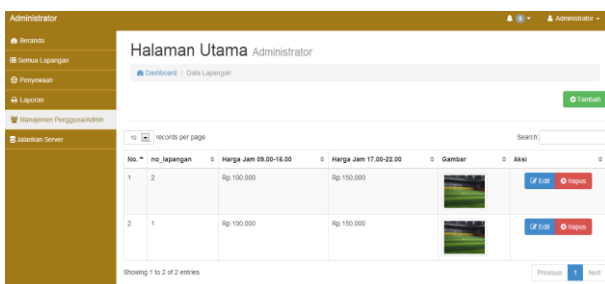 Administrator
0
Administrator
Beranda
Semua Lapangan
Penyewaan
Laporan
Manajemen Pengguna/Admin
Jalankan Server
Halaman Utama Administrator
Dashboard / Data Lapangan
Tambah
10 records per page
Search:
No. no_lapangan Harga Jam 09.00-16.00 Harga Jam 17.00-22.00 Gambar Aksi
1 2 Rp.100.000 Rp.150.000 Edit Hapus
2 1 Rp.100.000 Rp.150.000 Edit Hapus
Showing 1 to 2 of 2 entries
Previous 1 Next